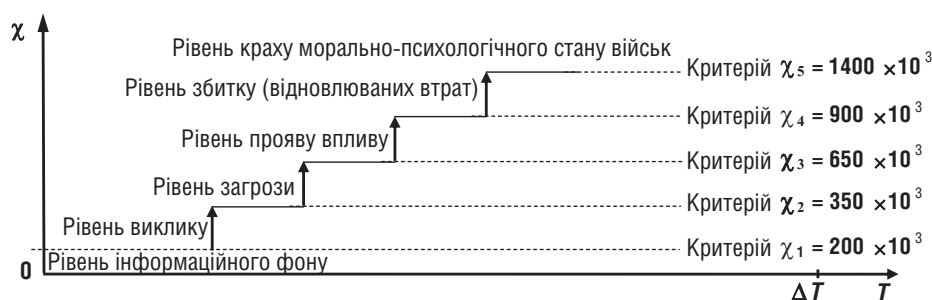 χ
Рівень краху морально-психологічного стану військ
Критерій χ5 = 1400 ×10³
Рівень збитку (відновлюваних втрат)
Критерій χ4 = 900 ×10³
Рівень прояву впливу
Критерій χ3 = 650 ×10³
Рівень загрози
Критерій χ2 = 350 ×10³
Рівень виклику
Критерій χ1 = 200 ×10³
0
Рівень інформаційного фону
ΔT
T